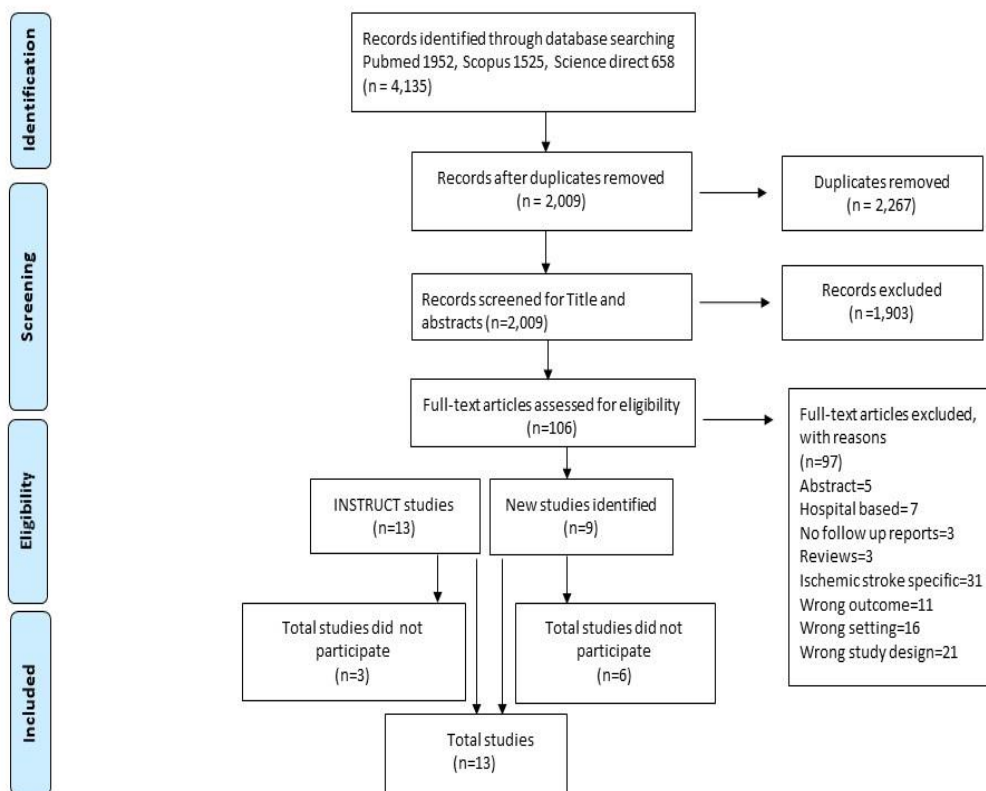 Identification
Records identified through database searching
Pubmed 1952, Scopus 1525, Science direct 658
(n = 4,135)
Records after duplicates removed
(n = 2,009)
Duplicates removed
(n = 2,267)
Screening
Records screened for Title and
abstracts (n=2,009)
Records excluded
(n =1,903)
Eligibility
Full-text articles assessed for eligibility
(n=106)
Full-text articles excluded,
with reasons
(n=97)
Abstract=5
Hospital based= 7
No follow up reports=3
Reviews=3
Ischemic stroke specific=31
Wrong outcome=11
Wrong setting=16
Wrong study design=21
INSTRUCT studies
(n=13)
New studies identified
(n=9)
Included
Total studies did not
participate
(n=3)
Total studies did not
participate
(n=6)
Total studies
(n=13)